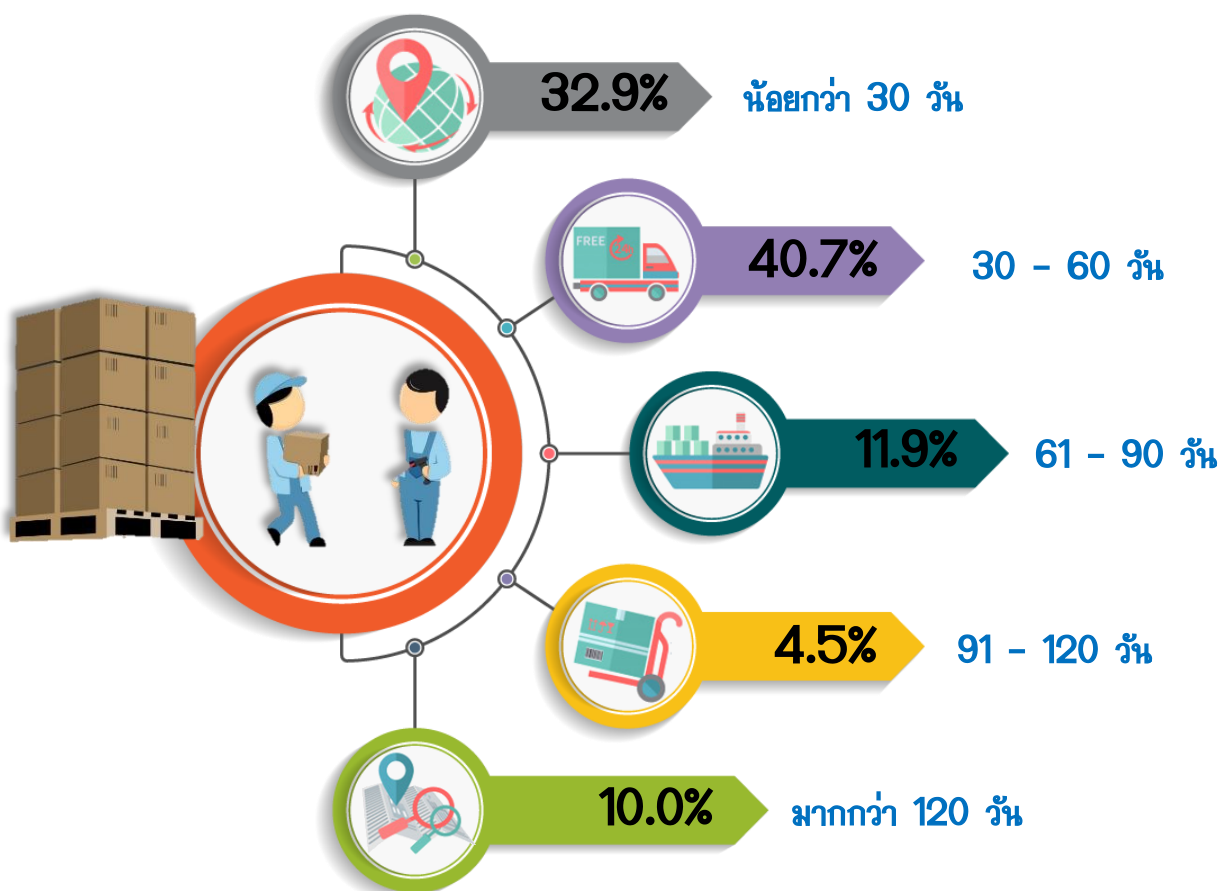 32.9% น้อยกว่า 30 วัน
FREE 24
40.7% 30 - 60 วัน
11.9% 61 - 90 วัน
4.5% 91 - 120 วัน
10.0% มากกว่า 120 วัน